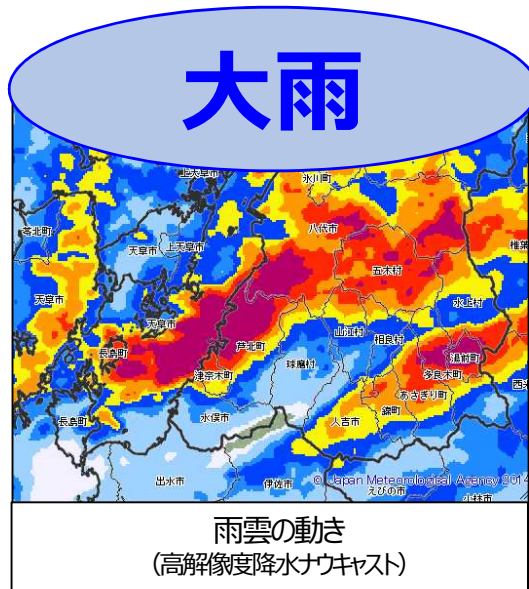 大雨
上天草市
氷川町
苓北町
天草市
上天草市
八代市
椎葉
五木村
天草市
水上村
天草市
山江村
相良村
長島町
芦北町
湯前町
球磨村
津奈木町
多良木町
西米
あさぎり町
長島町
水俣市
錦町
人吉市
出水市
伊佐市
© Japan Meteorological Agency 2014
えびの市
小林市
雨雲の動き
(高解像度降水ナウキャスト)